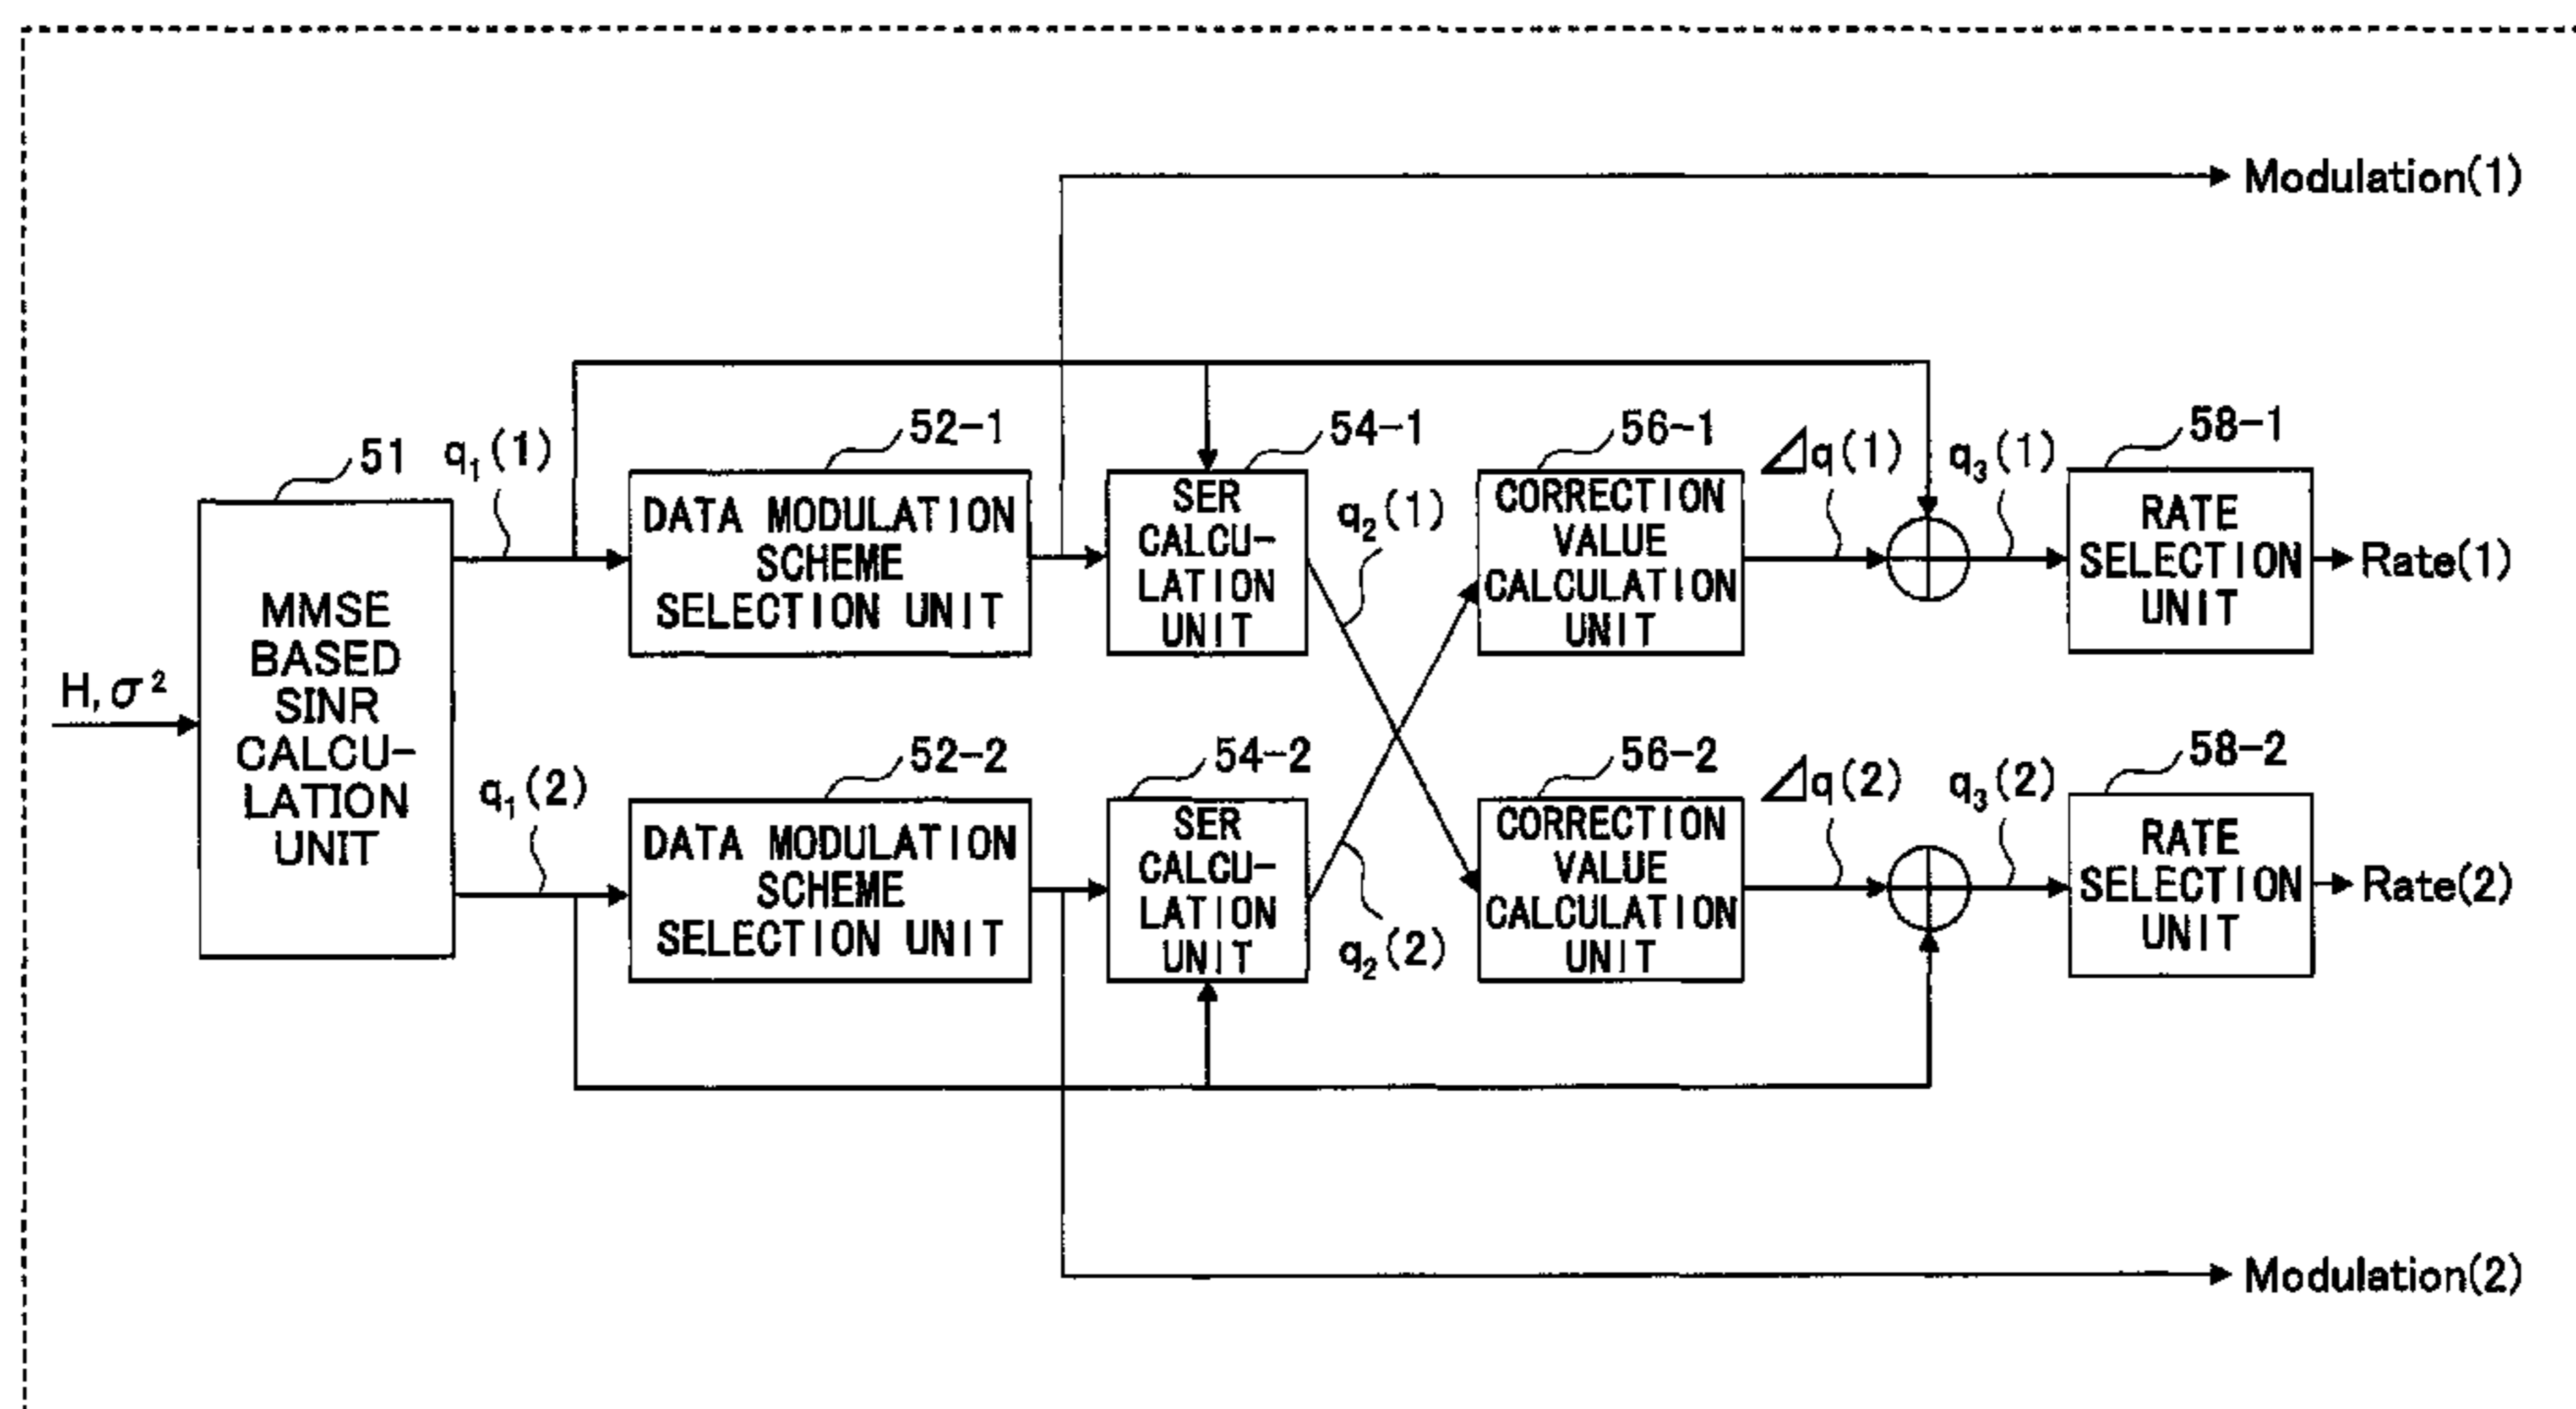 Modulation(1)
51
q₁(1)
52-1
54-1
56-1
⊿q(1)
q₃(1)
58-1
H, σ²
MMSE
BASED
SINR
CALCU-
LATION
UNIT
DATA MODULATION
SCHEME
SELECTION UNIT
SER
CALCU-
LATION
UNIT
q₂(1)
CORRECTION
VALUE
CALCULATION
UNIT
RATE
SELECTION
UNIT
Rate(1)
q₁(2)
52-2
54-2
56-2
⊿q(2)
q₃(2)
58-2
DATA MODULATION
SCHEME
SELECTION UNIT
SER
CALCU-
LATION
UNIT
q₂(2)
CORRECTION
VALUE
CALCULATION
UNIT
RATE
SELECTION
UNIT
Rate(2)
Modulation(2)